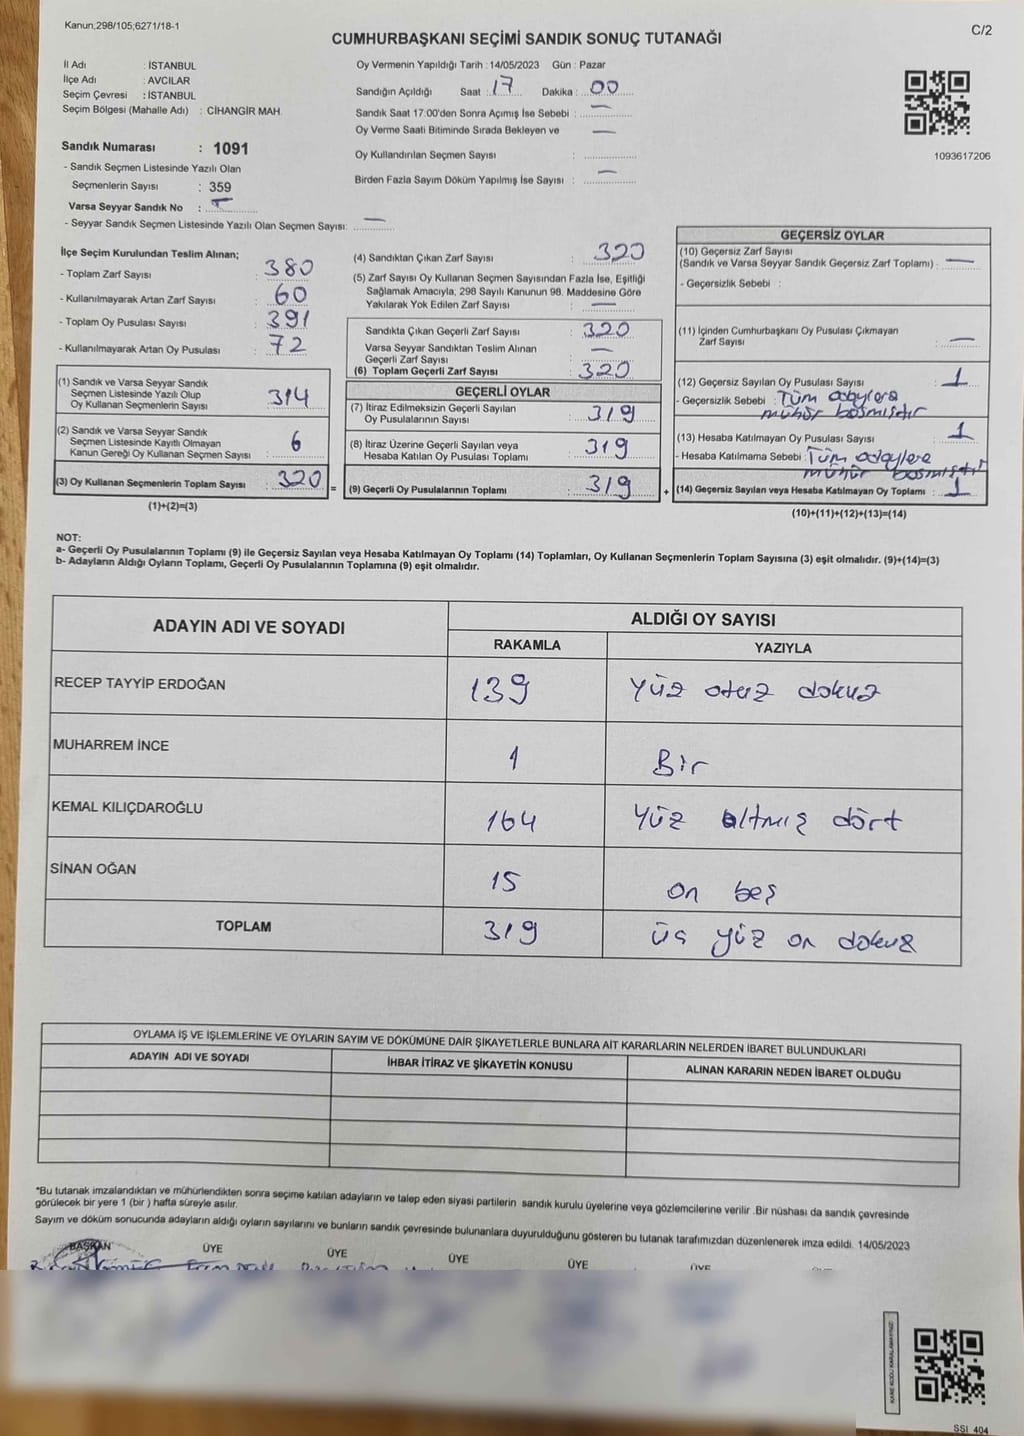 Kanun,298/105,6271/18-1
C/2
CUMHURBAŞKANI SEÇİMİ SANDIK SONUÇ TUTANAĞI
İl Adı : İSTANBUL
İlçe Adı : AVCILAR
Seçim Çevresi : İSTANBUL
Seçim Bölgesi (Mahalle Adı) : CİHANGİR MAH.
Sandık Numarası : 1091
- Sandık Seçmen Listesinde Yazılı Olan
Seçmenlerin Sayısı : 359
Varsa Seyyar Sandık No : —
- Seyyar Sandık Seçmen Listesinde Yazılı Olan Seçmen Sayısı: —
Oy Vermenin Yapıldığı Tarih : 14/05/2023 Gün : Pazar
Sandığın Açıldığı Saat : 17 Dakika : 00
Sandık Saat 17:00'den Sonra Açımış İse Sebebi : —
Oy Verme Saati Bitiminde Sırada Bekleyen ve —
Oy Kullandırılan Seçmen Sayısı :
Birden Fazla Sayım Döküm Yapılmış İse Sayısı : —
1093617206
İlçe Seçim Kurulundan Teslim Alınan;
- Toplam Zarf Sayısı : 380
- Kullanılmayarak Artan Zarf Sayısı : 60
- Toplam Oy Pusulası Sayısı : 391
- Kullanılmayarak Artan Oy Pusulası : 72
(1) Sandık ve Varsa Seyyar Sandık
Seçmen Listesinde Yazılı Olup
Oy Kullanan Seçmenlerin Sayısı : 314
(2) Sandık ve Varsa Seyyar Sandık
Seçmen Listesinde Kayıtlı Olmayan
Kanun Gereği Oy Kullanan Seçmen Sayısı : 6
(3) Oy Kullanan Seçmenlerin Toplam Sayısı : 320
(1)+(2)=(3)
(4) Sandıktan Çıkan Zarf Sayısı : 320
(5) Zarf Sayısı Oy Kullanan Seçmen Sayısından Fazla İse, Eşitliği
Sağlamak Amacıyla, 298 Sayılı Kanunun 98. Maddesine Göre
Yakılarak Yok Edilen Zarf Sayısı : —
Sandıkta Çıkan Geçerli Zarf Sayısı : 320
Varsa Seyyar Sandıktan Teslim Alınan
Geçerli Zarf Sayısı : —
(6) Toplam Geçerli Zarf Sayısı : 320
GEÇERLİ OYLAR
(7) İtiraz Edilmeksizin Geçerli Sayılan
Oy Pusulalarının Sayısı : 319
(8) İtiraz Üzerine Geçerli Sayılan veya
Hesaba Katılan Oy Pusulası Toplamı : 319
= (9) Geçerli Oy Pusulalarının Toplamı : 319 +
GEÇERSİZ OYLAR
(10) Geçersiz Zarf Sayısı
(Sandık ve Varsa Seyyar Sandık Geçersiz Zarf Toplamı) : —
- Geçersizlik Sebebi :
(11) İçinden Cumhurbaşkanı Oy Pusulası Çıkmayan
Zarf Sayısı : —
(12) Geçersiz Sayılan Oy Pusulası Sayısı : 1
- Geçersizlik Sebebi : Tüm adaylara
mühür basmıştır
(13) Hesaba Katılmayan Oy Pusulası Sayısı : 1
- Hesaba Katılmama Sebebi : Tüm adaylere
mühür basmıştır
(14) Geçersiz Sayılan veya Hesaba Katılmayan Oy Toplamı : 1
(10)+(11)+(12)+(13)=(14)
NOT:
a- Geçerli Oy Pusulalarının Toplamı (9) ile Geçersiz Sayılan veya Hesaba Katılmayan Oy Toplamı (14) Toplamları, Oy Kullanan Seçmenlerin Toplam Sayısına (3) eşit olmalıdır. (9)+(14)=(3)
b- Adayların Aldığı Oyların Toplamı, Geçerli Oy Pusulalarının Toplamına (9) eşit olmalıdır.
ADAYIN ADI VE SOYADI ALDIĞI OY SAYISI
RAKAMLA YAZIYLA
RECEP TAYYİP ERDOĞAN 139 Yüz otuz dokuz
MUHARREM İNCE 1 Bir
KEMAL KILIÇDAROĞLU 164 Yüz altmış dört
SİNAN OĞAN 15 on beş
TOPLAM 319 üç yüz on dokuz
OYLAMA İŞ VE İŞLEMLERİNE VE OYLARIN SAYIM VE DÖKÜMÜNE DAİR ŞİKAYETLERLE BUNLARA AİT KARARLARIN NELERDEN İBARET BULUNDUKLARI
ADAYIN ADI VE SOYADI İHBAR İTİRAZ VE ŞİKAYETİN KONUSU ALINAN KARARIN NEDEN İBARET OLDUĞU
*Bu tutanak imzalandıktan ve mühürlendikten sonra seçime katılan adayların ve talep eden siyasi partilerin sandık kurulu üyelerine veya gözlemcilerine verilir .Bir nüshası da sandık çevresinde
görülecek bir yere 1 (bir ) hafta süreyle asılır.
Sayım ve döküm sonucunda adayların aldığı oyların sayılarını ve bunların sandık çevresinde bulunanlara duyurulduğunu gösteren bu tutanak tarafımızdan düzenlenerek imza edildi. 14/05/2023
BAŞKAN ÜYE ÜYE ÜYE ÜYE ÜYE
KARE KODU KARALAMAYINIZ!
SSI 404